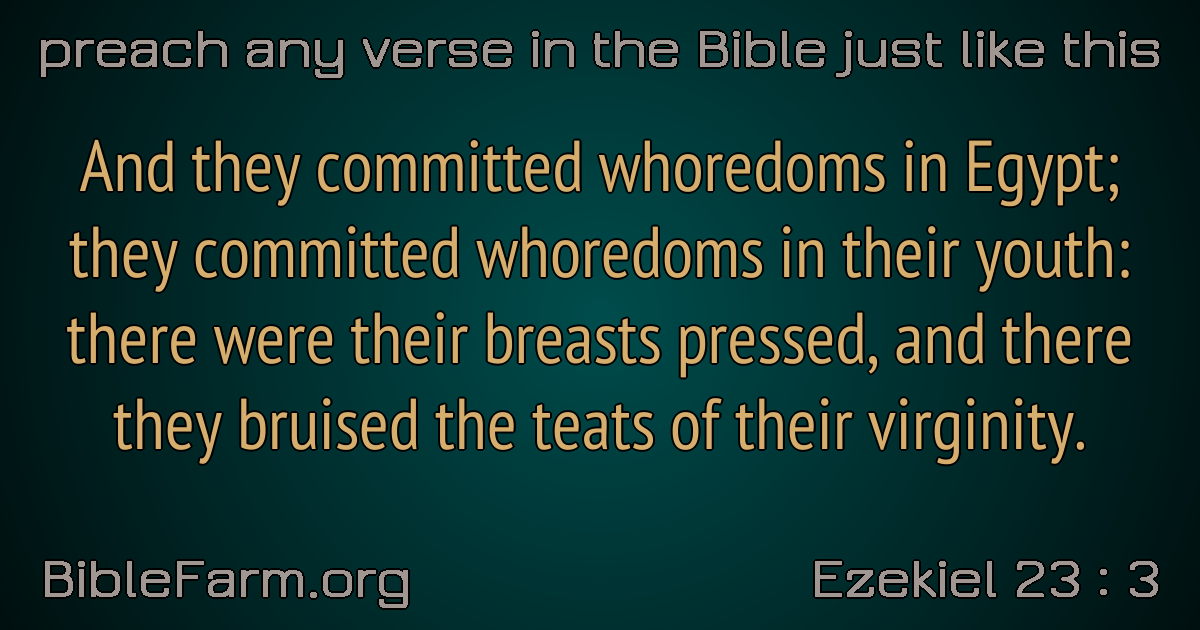 preach any verse in the Bible just like this
And they committed whoredoms in Egypt;
they committed whoredoms in their youth:
there were their breasts pressed, and there
they bruised the teats of their virginity.
BibleFarm.org
Ezekiel 23 : 3